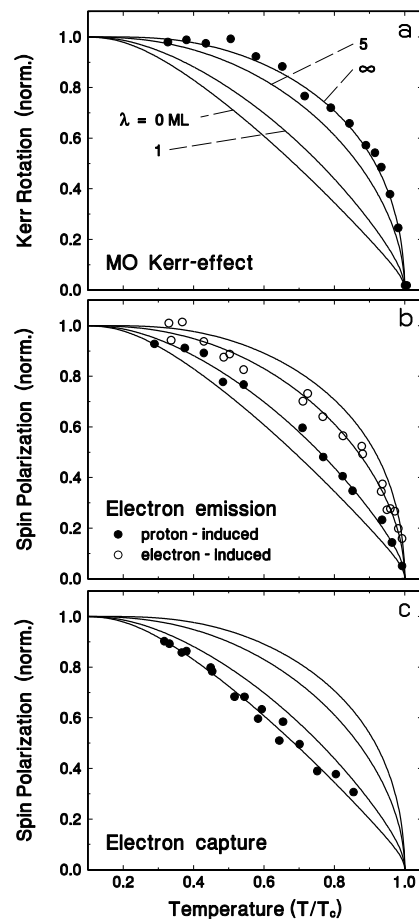 a
1.0
0.8
0.6
0.4
0.2
0.0
Kerr Rotation (norm.)
5
∞
λ = 0 ML
1
MO Kerr-effect
b
1.0
0.8
0.6
0.4
0.2
0.0
Spin Polarization (norm.)
Electron emission
proton - induced
electron - Induced
c
1.0
0.8
0.6
0.4
0.2
0.0
Spin Polarization (norm.)
Electron capture
0.2 0.4 0.6 0.8 1.0
Temperature (T/Tc)